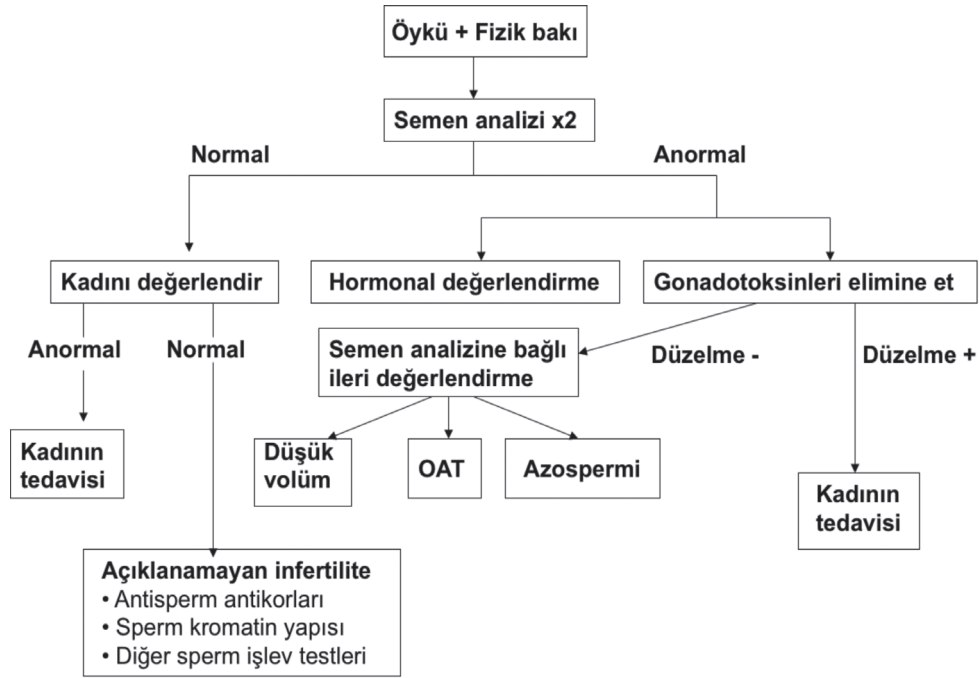 Öykü + Fizik bakı
Semen analizi x2
Normal
Anormal
Kadını değerlendir
Hormonal değerlendirme
Gonadotoksinleri elimine et
Anormal
Normal
Semen analizine bağlı
ileri değerlendirme
Düzelme -
Düzelme +
Kadının
tedavisi
Düşük
volüm
OAT
Azospermi
Kadının
tedavisi
Açıklanamayan infertilite
• Antisperm antikorları
• Sperm kromatin yapısı
• Diğer sperm işlev testleri